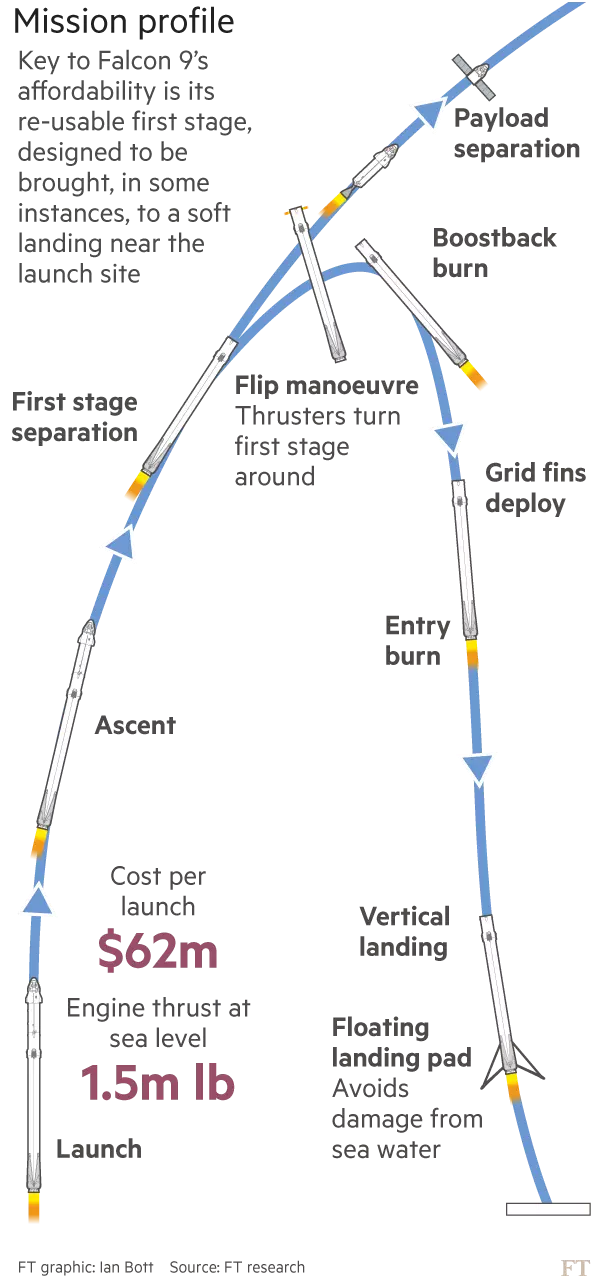 Mission profile
Key to Falcon 9’s
affordability is its
re-usable first stage,
designed to be
brought, in some
instances, to a soft
landing near the
launch site
Payload
separation
Boostback
burn
Flip manoeuvre
Thrusters turn
first stage
around
First stage
separation
Grid fins
deploy
Entry
burn
Ascent
Cost per
launch
$62m
Engine thrust at
sea level
1.5m lb
Launch
Vertical
landing
Floating
landing pad
Avoids
damage from
sea water
FT graphic: Ian Bott Source: FT research
FT